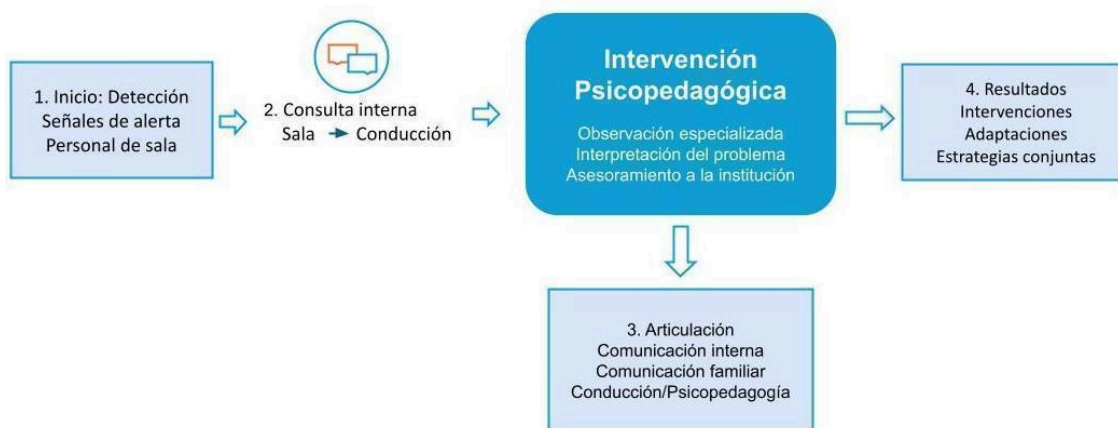 1. Inicio: Detección
Señales de alerta
Personal de sala
2. Consulta interna
Sala Conducción
Intervención
Psicopedagógica
Observación especializada
Interpretación del problema
Asesoramiento a la institución
4. Resultados
Intervenciones
Adaptaciones
Estrategias conjuntas
3. Articulación
Comunicación interna
Comunicación familiar
Conducción/Psicopedagogía